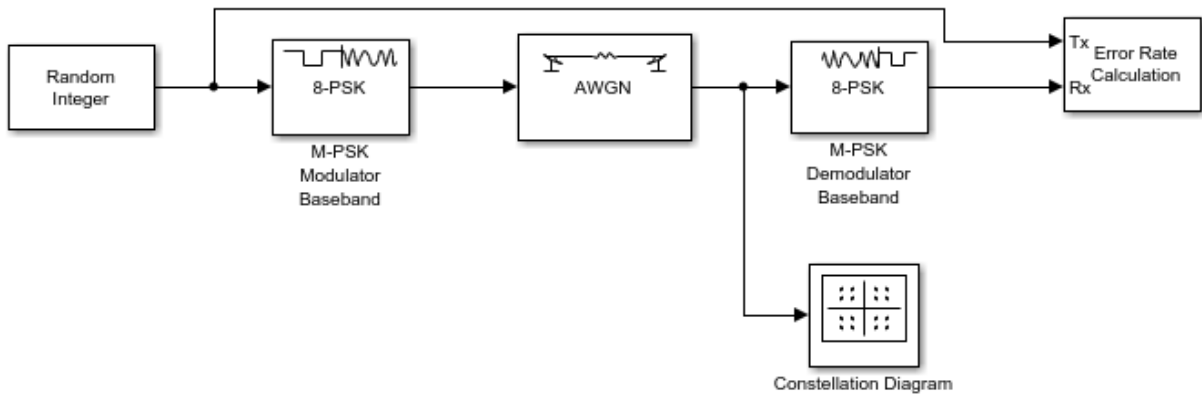 Random
Integer
8-PSK
M-PSK
Modulator
Baseband
AWGN
8-PSK
M-PSK
Demodulator
Baseband
Tx
Rx
Error Rate
Calculation
Constellation Diagram